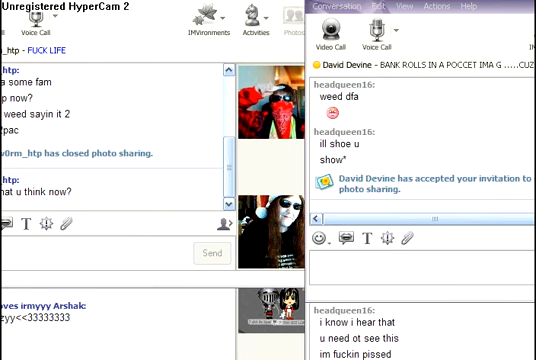 Unregistered HyperCam 2
Voice Call
IMVironments
Activities
Photos
_htp - FUCK LIFE
htp:
a some fam
p now?
weed sayin it 2
2pac
w0rm_htp has closed photo sharing.
htp:
hat u think now?
Send
oves irmyyy Arshak:
zyy<<33333333
Conversation Edit View Actions Help
Video Call
Voice Call
David Devine - BANK ROLLS IN A POCCET IMA G .....CUZ
headqueen16:
weed dfa
headqueen16:
ill shoe u
show*
David Devine has accepted your invitation to
photo sharing.
headqueen16:
i know i hear that
u need ot see this
im fuckin pissed